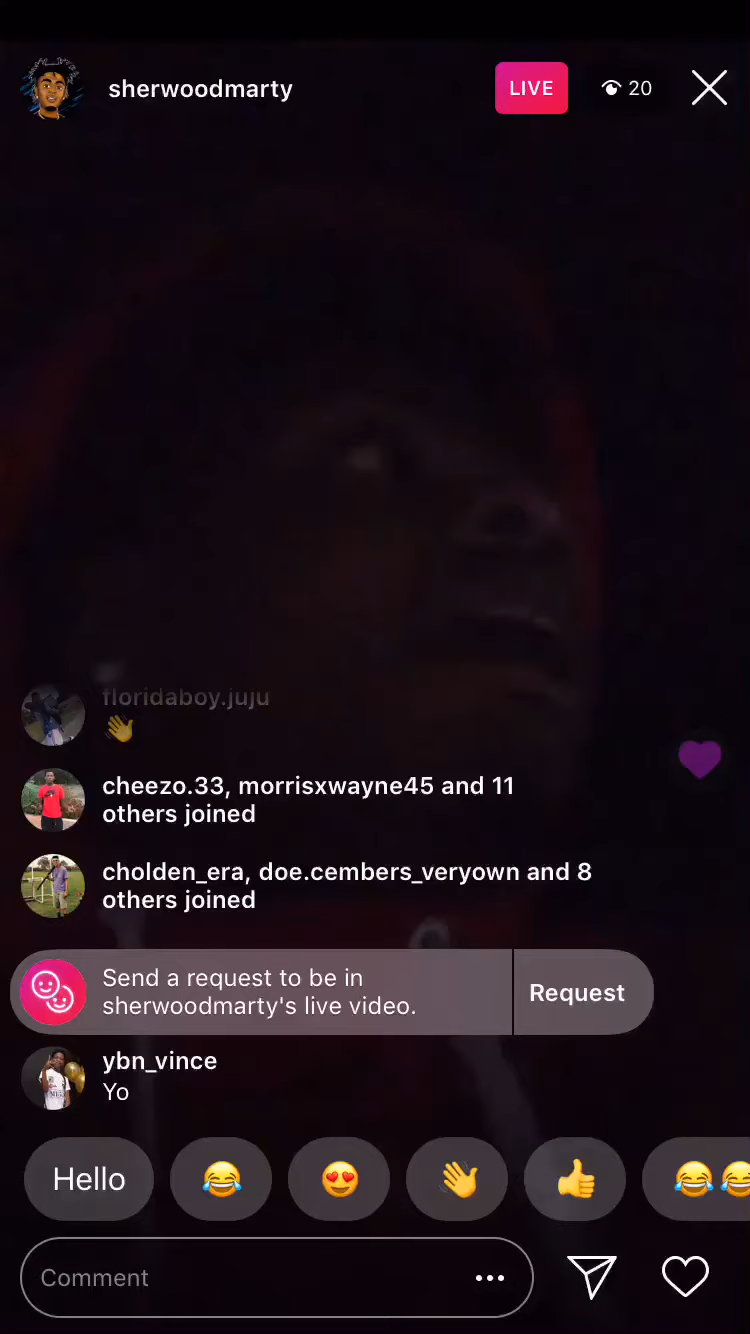 sherwoodmarty
LIVE
20
floridaboy.juju
👋
cheezo.33, morrisxwayne45 and 11
others joined
cholden_era, doe.cembers_veryown and 8
others joined
Send a request to be in
sherwoodmarty's live video.
Request
ybn_vince
Yo
Hello 😂 😍 👋 👍 😂😂
Comment